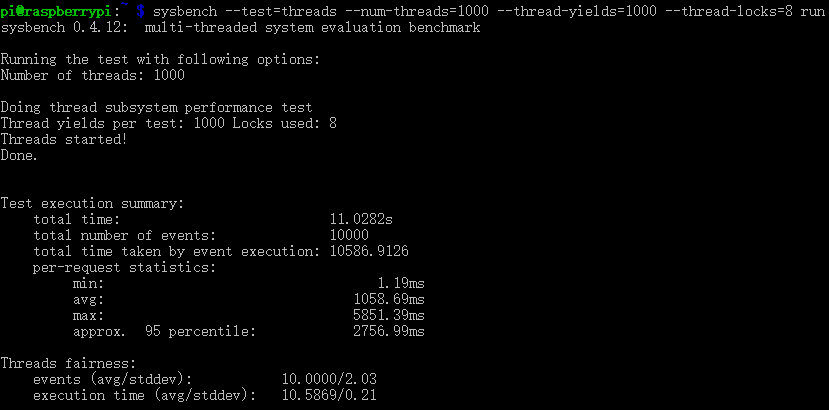 pi@raspberrypi:~ $ sysbench --test=threads --num-threads=1000 --thread-yields=1000 --thread-locks=8 run
sysbench 0.4.12:  multi-threaded system evaluation benchmark
Running the test with following options:
Number of threads: 1000
Doing thread subsystem performance test
Thread yields per test: 1000 Locks used: 8
Threads started!
Done.
Test execution summary:
total time: 11.0282s
total number of events: 10000
total time taken by event execution: 10586.9126
per-request statistics:
min: 1.19ms
avg: 1058.69ms
max: 5851.39ms
approx.  95 percentile: 2756.99ms
Threads fairness:
events (avg/stddev): 10.0000/2.03
execution time (avg/stddev): 10.5869/0.21